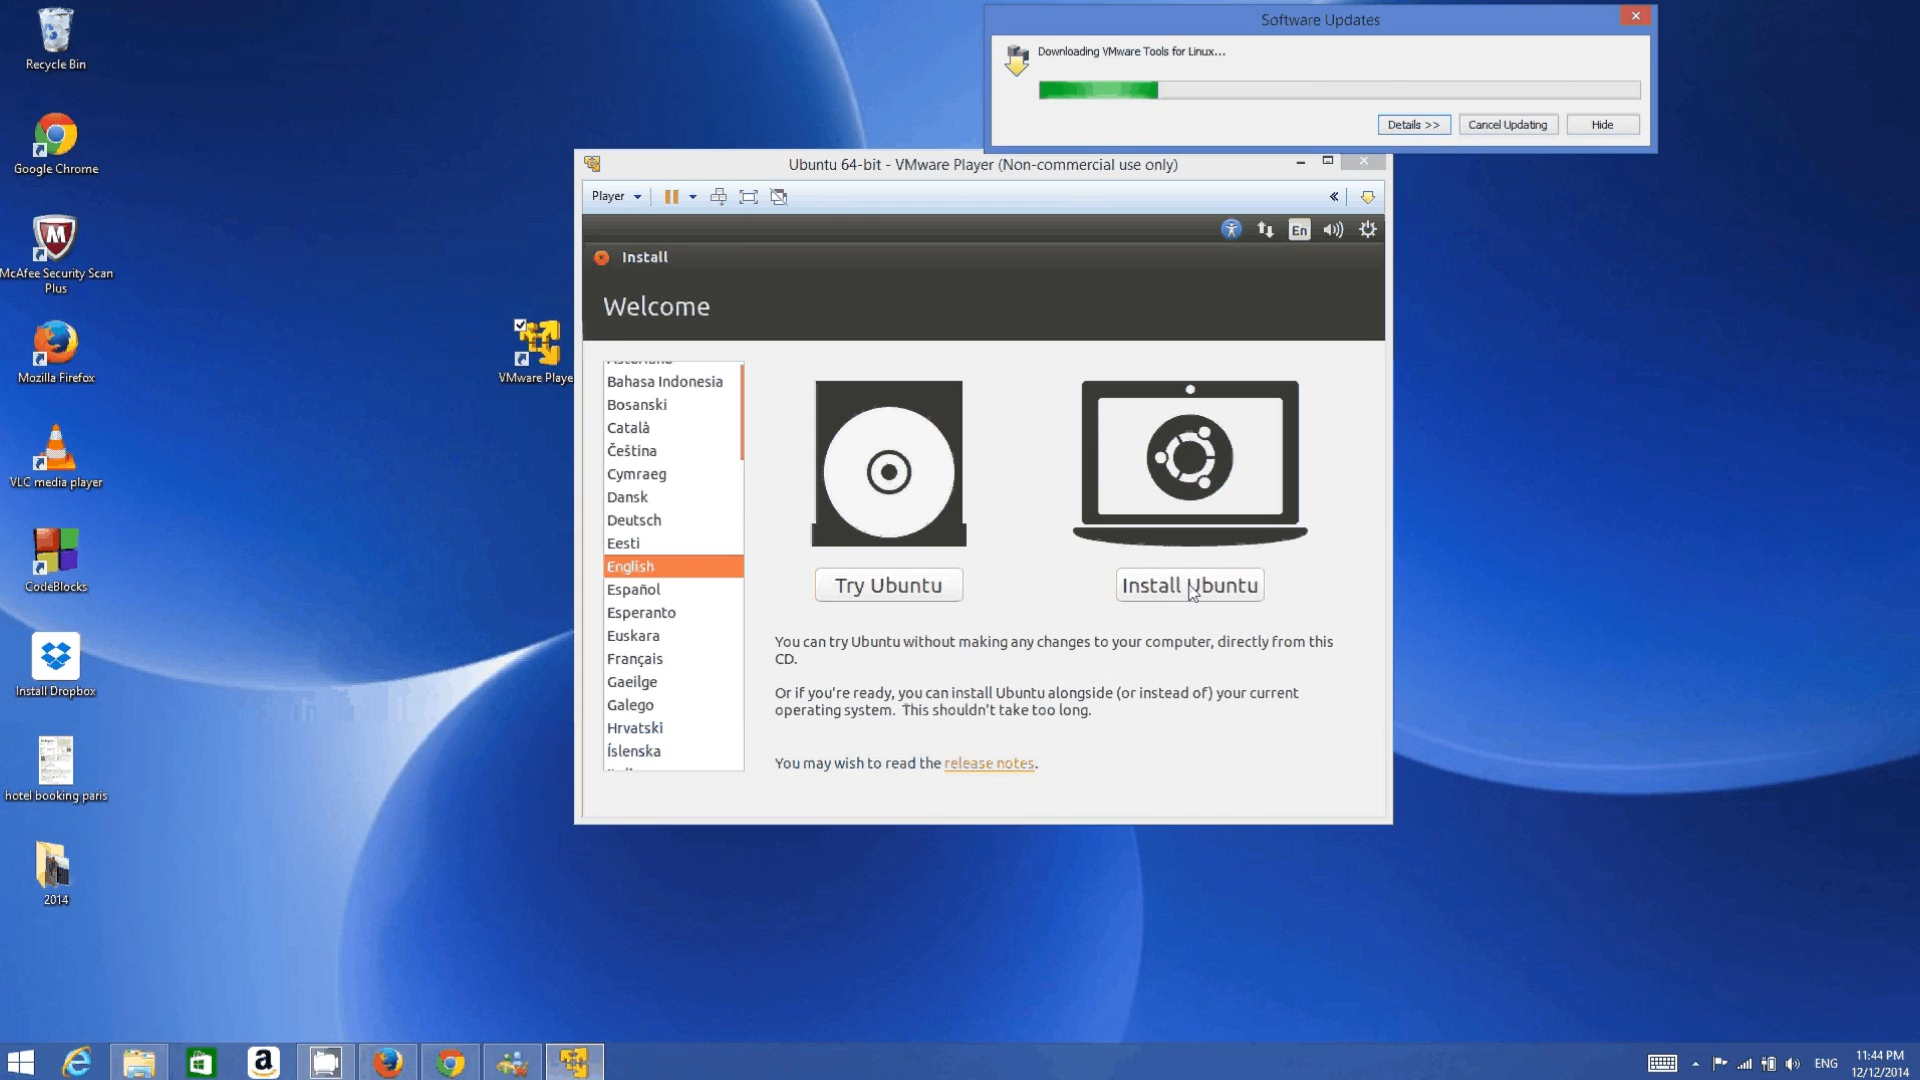 Recycle Bin
Google Chrome
McAfee Security Scan
Plus
Mozilla Firefox
VLC media player
CodeBlocks
Install Dropbox
hotel booking paris
2014
VMware Playe
Software Updates
Downloading VMware Tools for Linux...
Details >>
Cancel Updating
Hide
Ubuntu 64-bit - VMware Player (Non-commercial use only)
Player
En
Install
Welcome
Bahasa Indonesia
Bosanski
Català
Čeština
Cymraeg
Dansk
Deutsch
Eesti
English
Español
Esperanto
Euskara
Français
Gaeilge
Galego
Hrvatski
Íslenska
Try Ubuntu
Install Ubuntu
You can try Ubuntu without making any changes to your computer, directly from this
CD.
Or if you're ready, you can install Ubuntu alongside (or instead of) your current
operating system. This shouldn't take too long.
You may wish to read the release notes.
ENG
11:44 PM
12/12/2014